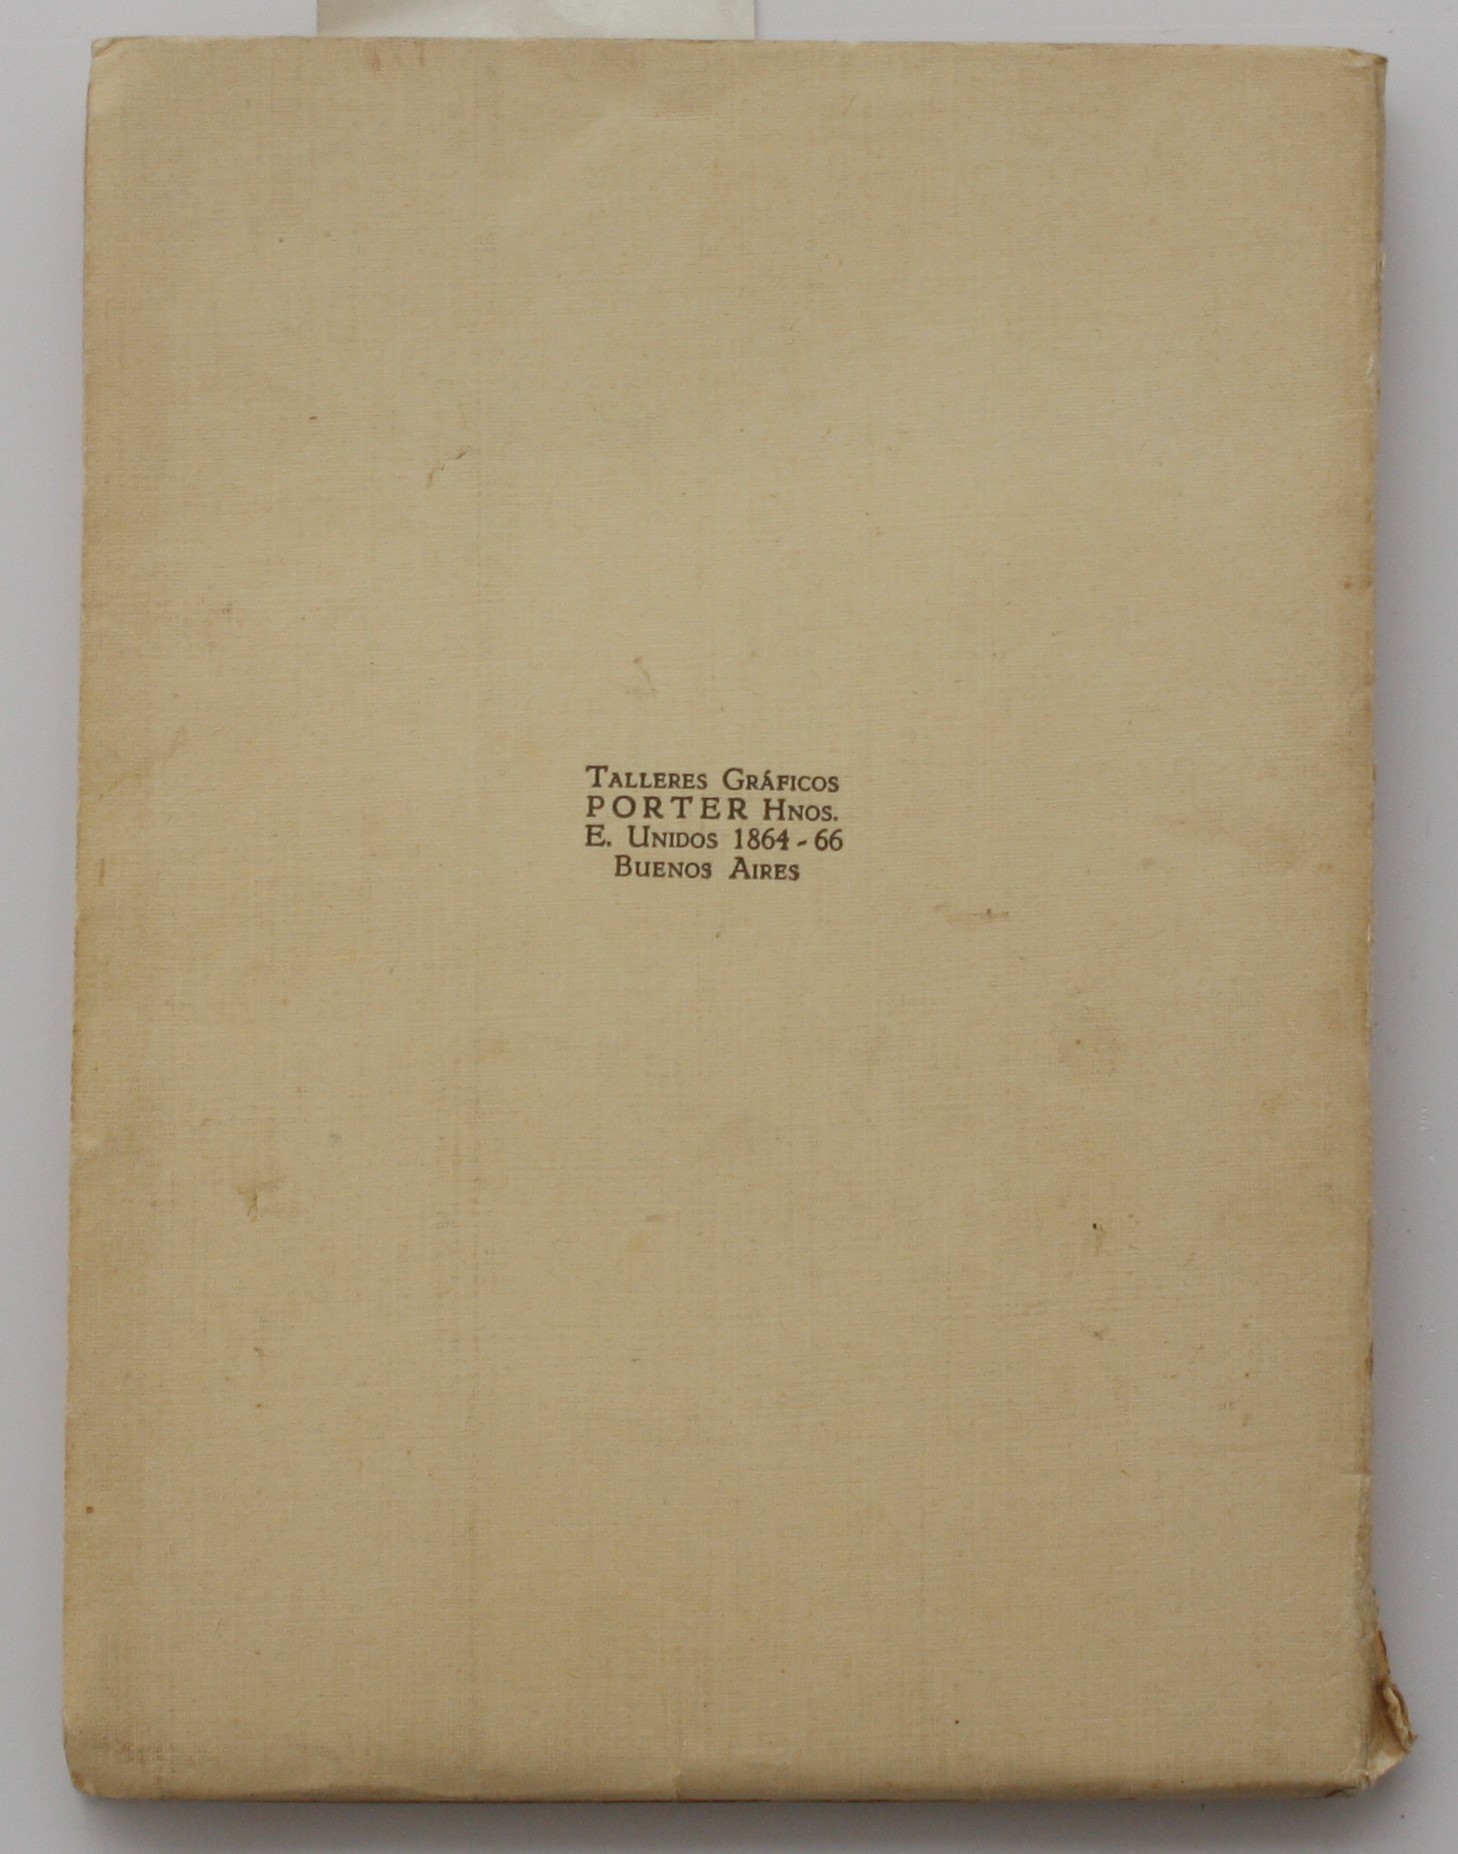 TALLERES GRÁFICOS
PORTER HNOS.
E. UNIDOS 1864-66
BUENOS AIRES